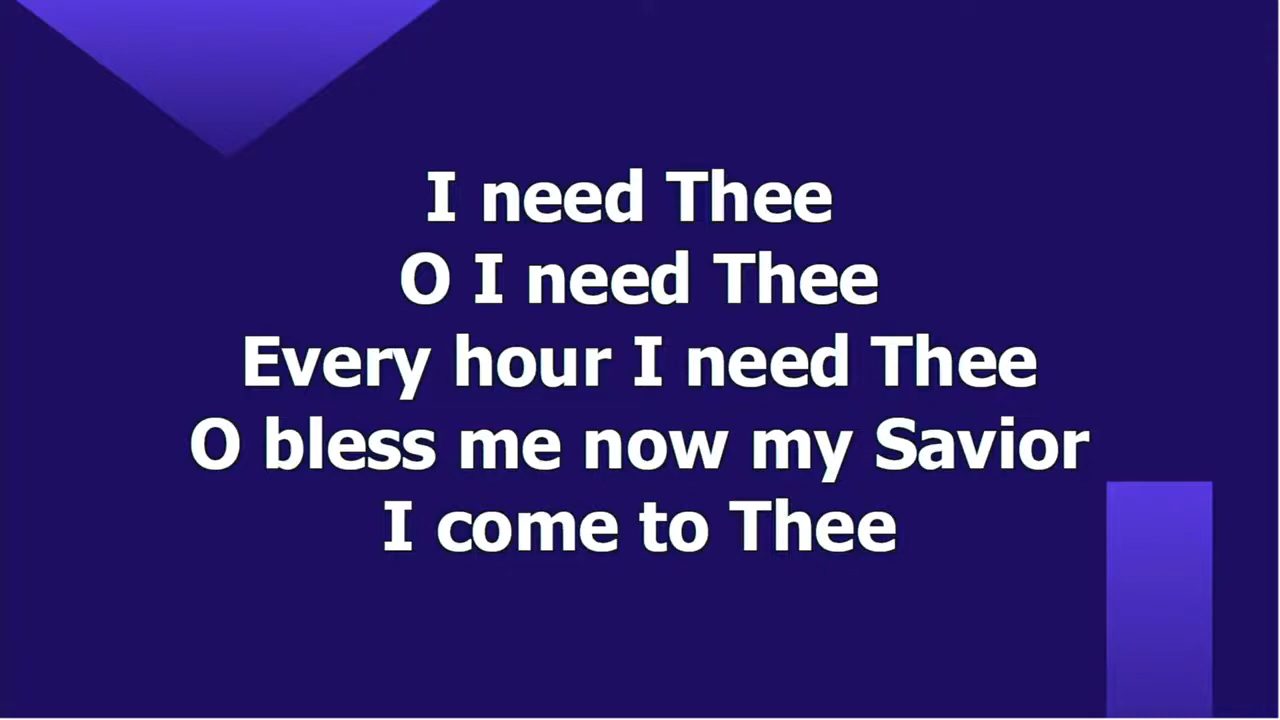 I need Thee
O I need Thee
Every hour I need Thee
O bless me now my Savior
I come to Thee